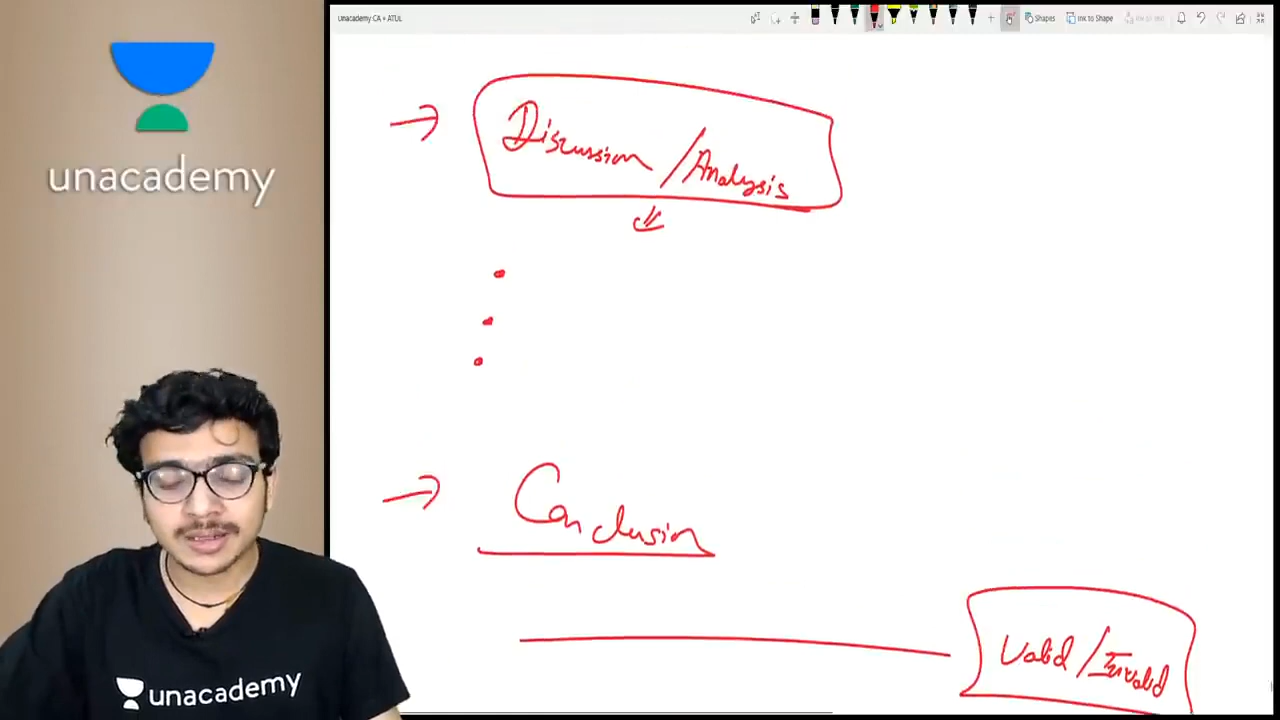 Unacademy CA + ATUL
Shapes
Ink to Shape
unacademy
Discussion / Analysis
Conclusion
Valid / Invalid
unacademy